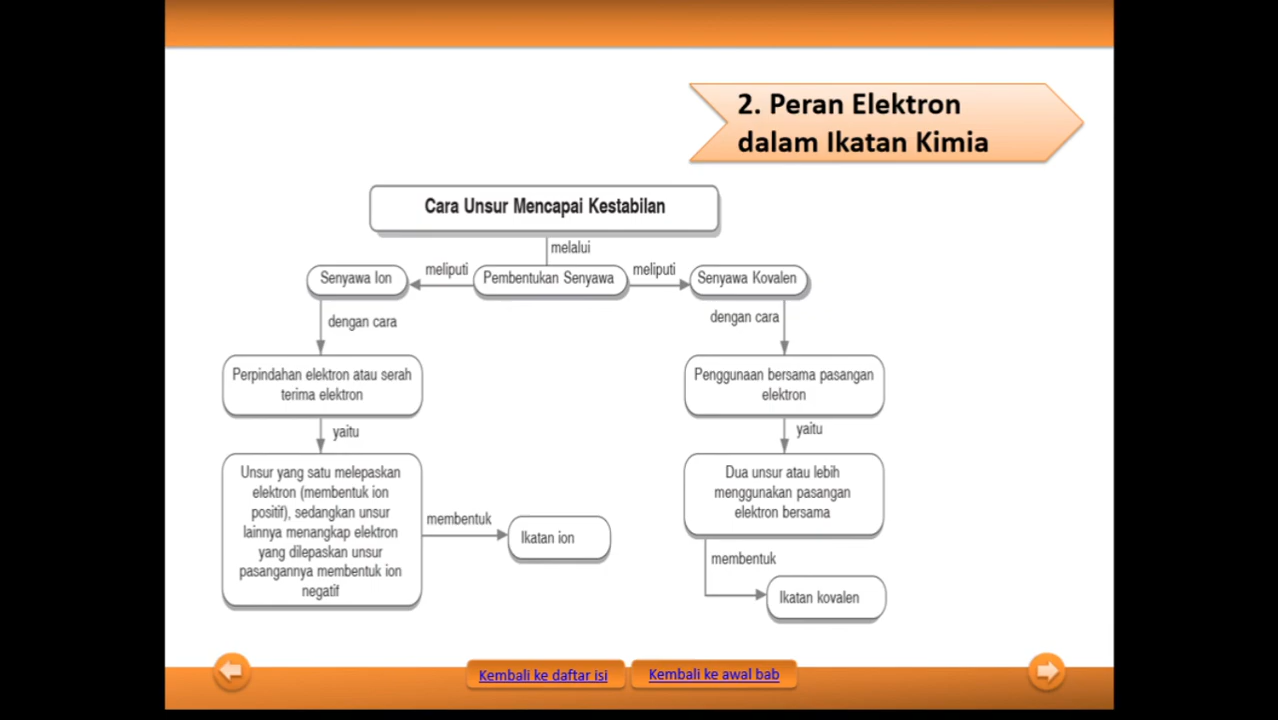 2. Peran Elektron
dalam Ikatan Kimia
Cara Unsur Mencapai Kestabilan
melalui
Senyawa Ion
meliputi
Pembentukan Senyawa
meliputi
Senyawa Kovalen
dengan cara
dengan cara
Perpindahan elektron atau serah
terima elektron
Penggunaan bersama pasangan
elektron
yaitu
yaitu
Unsur yang satu melepaskan
elektron (membentuk ion
positif), sedangkan unsur
lainnya menangkap elektron
yang dilepaskan unsur
pasangannya membentuk ion
negatif
membentuk
Ikatan ion
Dua unsur atau lebih
menggunakan pasangan
elektron bersama
membentuk
Ikatan kovalen
Kembali ke daftar isi
Kembali ke awal bab